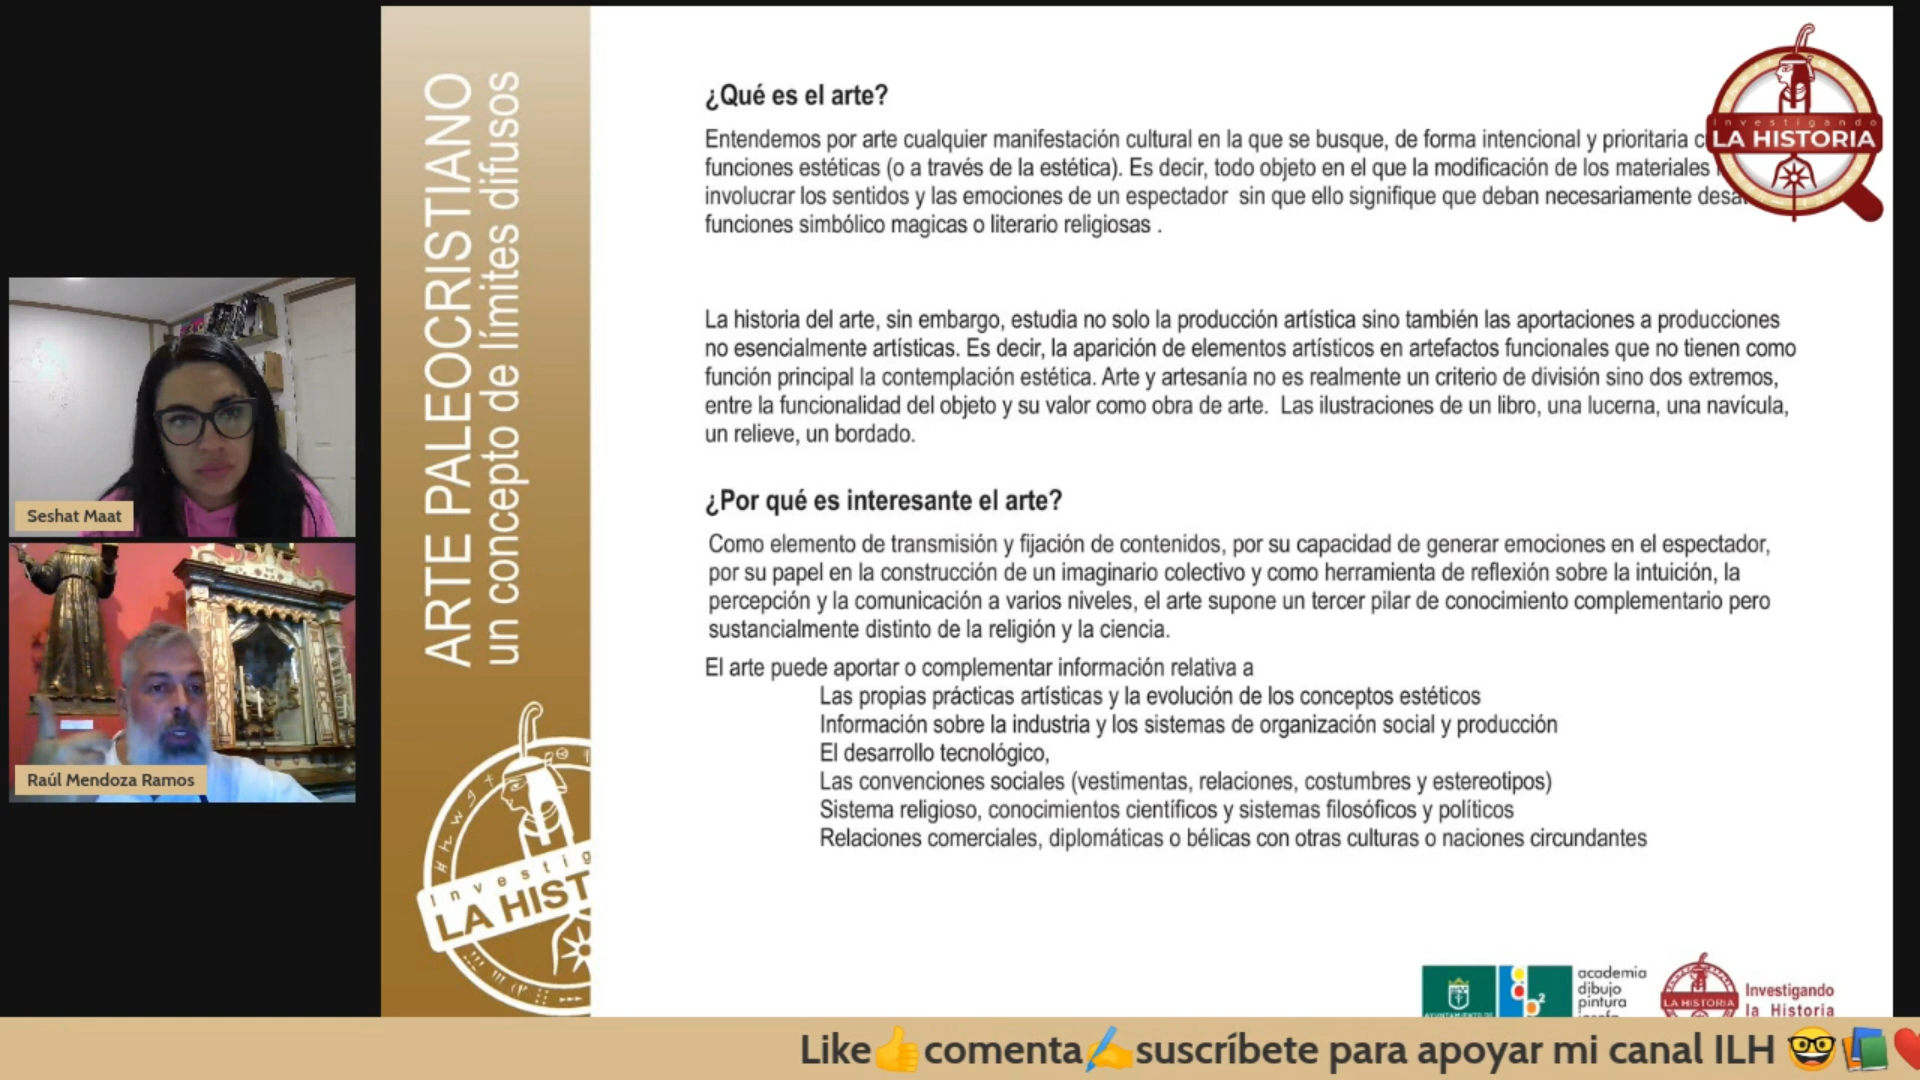 ARTE PALEOCRISTIANO
un concepto de límites difusos
Investig
LA HIST
¿Qué es el arte?
Entendemos por arte cualquier manifestación cultural en la que se busque, de forma intencional y prioritaria
funciones estéticas (o a través de la estética). Es decir, todo objeto en el que la modificación de los materiales
involucrar los sentidos y las emociones de un espectador sin que ello signifique que deban necesariamente
funciones simbólico magicas o literario religiosas .
La historia del arte, sin embargo, estudia no solo la producción artística sino también las aportaciones a producciones
no esencialmente artísticas. Es decir, la aparición de elementos artísticos en artefactos funcionales que no tienen como
función principal la contemplación estética. Arte y artesanía no es realmente un criterio de división sino dos extremos,
entre la funcionalidad del objeto y su valor como obra de arte. Las ilustraciones de un libro, una lucerna, una navícula,
un relieve, un bordado.
¿Por qué es interesante el arte?
Como elemento de transmisión y fijación de contenidos, por su capacidad de generar emociones en el espectador,
por su papel en la construcción de un imaginario colectivo y como herramienta de reflexión sobre la intuición, la
percepción y la comunicación a varios niveles, el arte supone un tercer pilar de conocimiento complementario pero
sustancialmente distinto de la religión y la ciencia.
El arte puede aportar o complementar información relativa a
Las propias prácticas artísticas y la evolución de los conceptos estéticos
Información sobre la industria y los sistemas de organización social y producción
El desarrollo tecnológico,
Las convenciones sociales (vestimentas, relaciones, costumbres y estereotipos)
Sistema religioso, conocimientos científicos y sistemas filosóficos y políticos
Relaciones comerciales, diplomáticas o bélicas con otras culturas o naciones circundantes
Investigando
LA HISTORIA
Seshat Maat
Raúl Mendoza Ramos
academia
dibujo
pintura
LA HISTORIA
Investigando
la Historia
Like👍comenta✍suscríbete para apoyar mi canal ILH 🤓📚❤